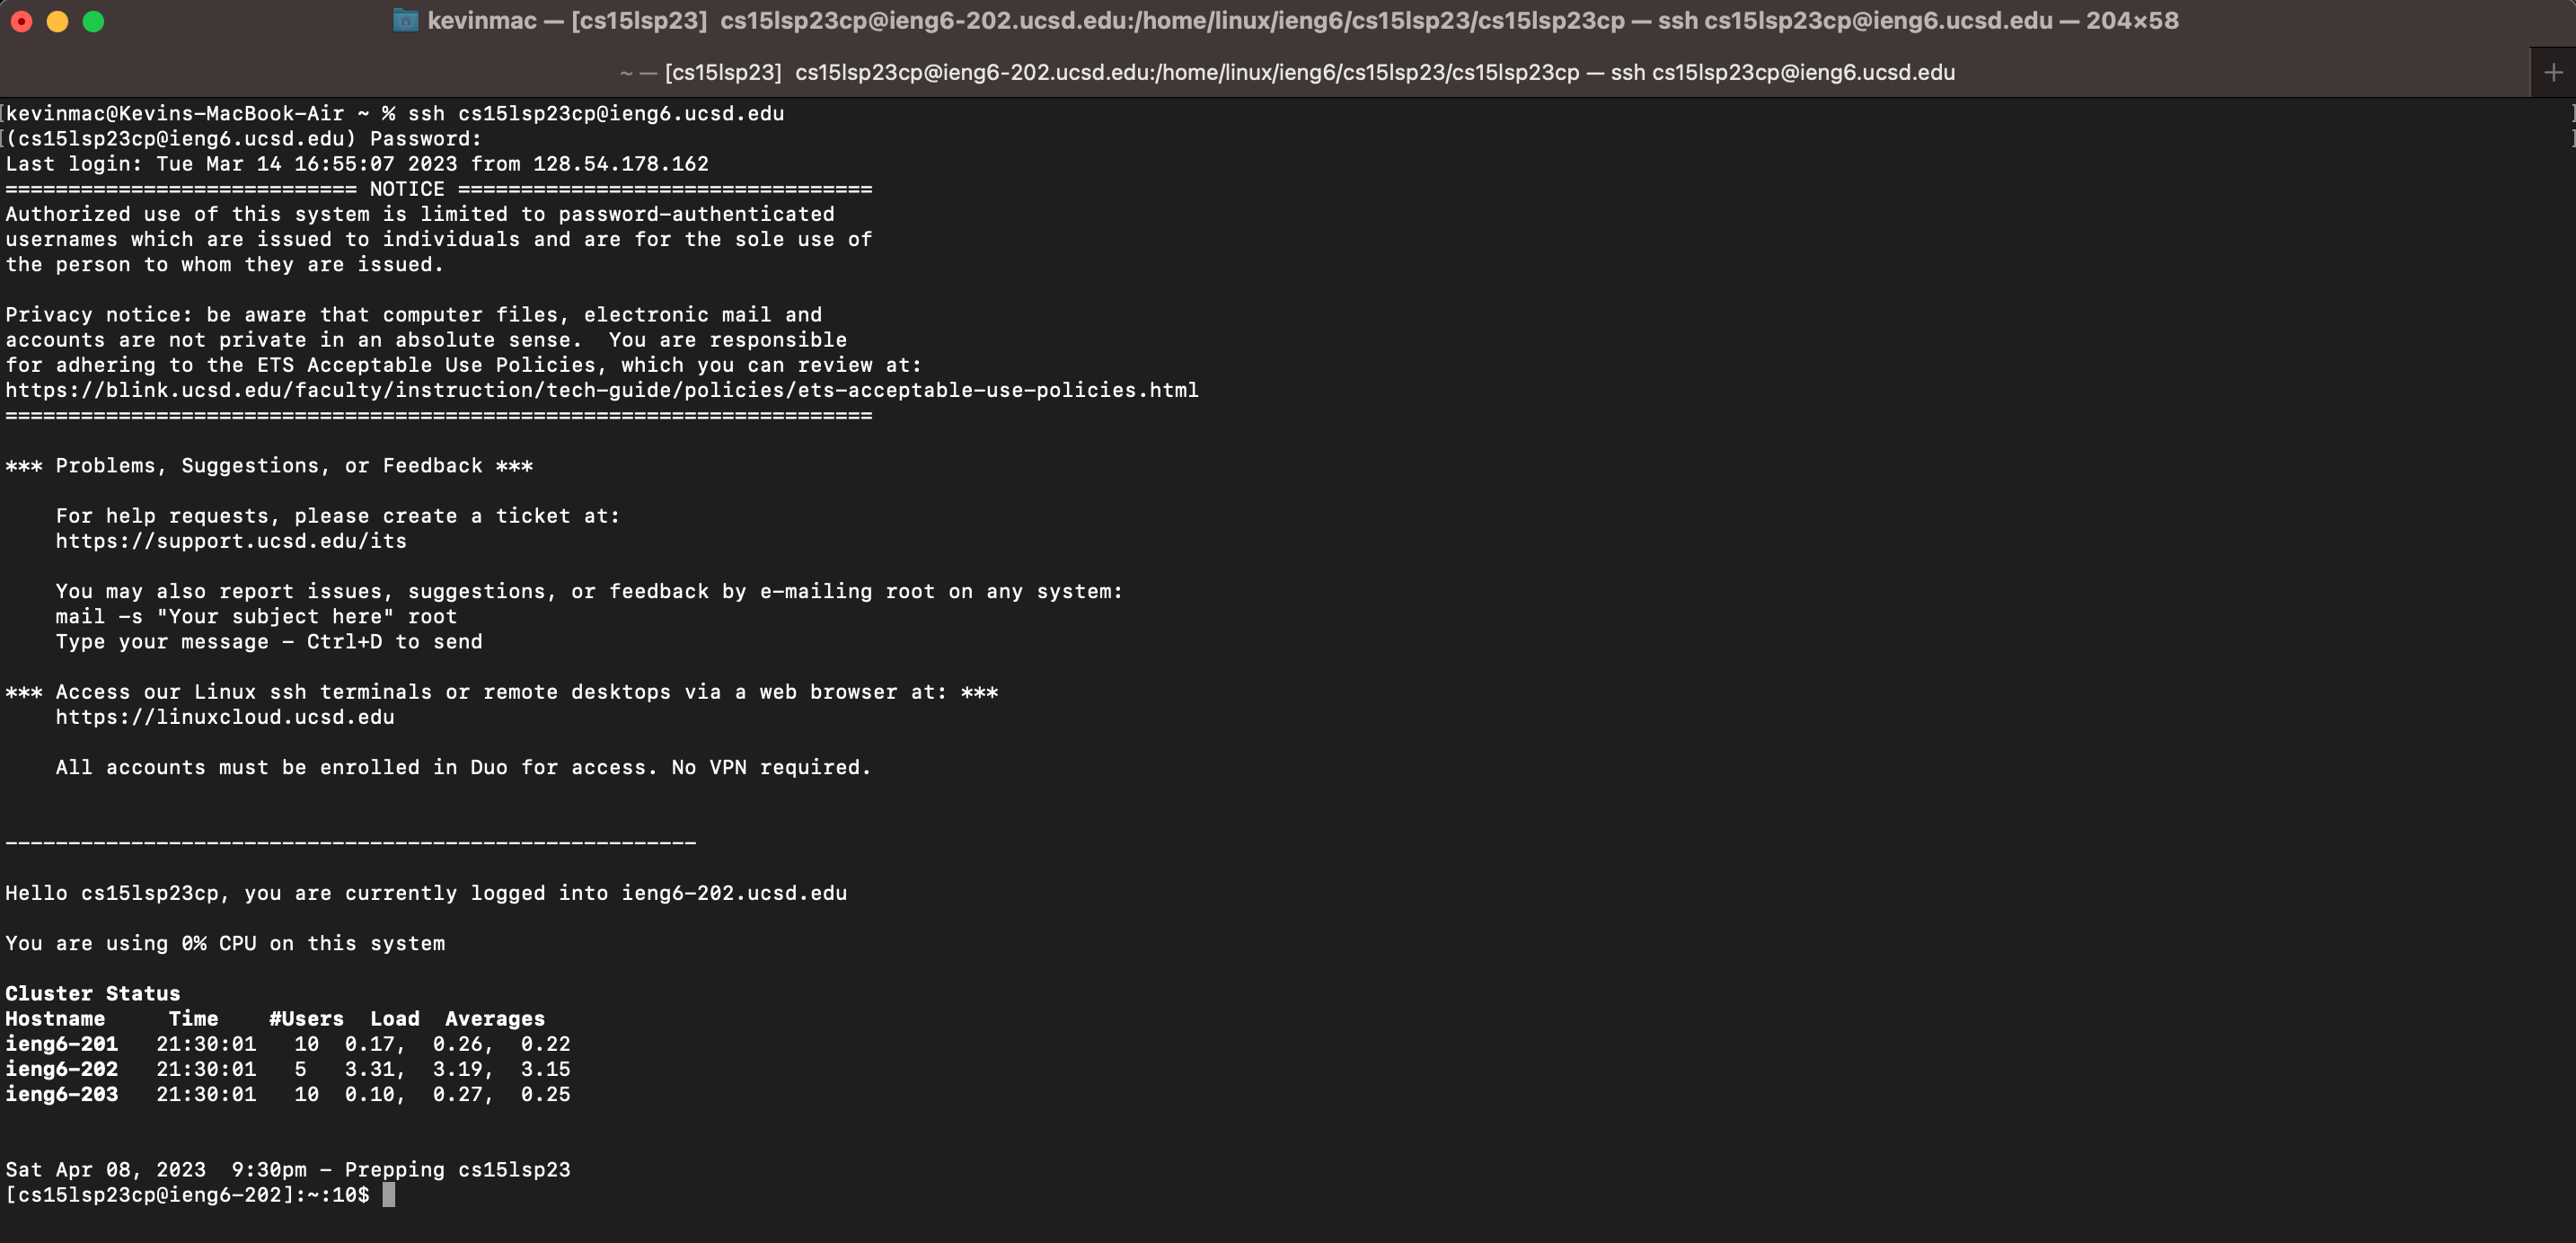 kevinmac — [cs15lsp23] cs15lsp23cp@ieng6-202.ucsd.edu:/home/linux/ieng6/cs15lsp23/cs15lsp23cp — ssh cs15lsp23cp@ieng6.ucsd.edu — 204×58
~ — [cs15lsp23] cs15lsp23cp@ieng6-202.ucsd.edu:/home/linux/ieng6/cs15lsp23/cs15lsp23cp — ssh cs15lsp23cp@ieng6.ucsd.edu
[kevinmac@Kevins-MacBook-Air ~ % ssh cs15lsp23cp@ieng6.ucsd.edu ]
[(cs15lsp23cp@ieng6.ucsd.edu) Password: ]
Last login: Tue Mar 14 16:55:07 2023 from 128.54.178.162
============================ NOTICE =================================
Authorized use of this system is limited to password-authenticated
usernames which are issued to individuals and are for the sole use of
the person to whom they are issued.
Privacy notice: be aware that computer files, electronic mail and
accounts are not private in an absolute sense.  You are responsible
for adhering to the ETS Acceptable Use Policies, which you can review at:
https://blink.ucsd.edu/faculty/instruction/tech-guide/policies/ets-acceptable-use-policies.html
=====================================================================
*** Problems, Suggestions, or Feedback ***
For help requests, please create a ticket at:
https://support.ucsd.edu/its
You may also report issues, suggestions, or feedback by e-mailing root on any system:
mail -s "Your subject here" root
Type your message - Ctrl+D to send
*** Access our Linux ssh terminals or remote desktops via a web browser at: ***
https://linuxcloud.ucsd.edu
All accounts must be enrolled in Duo for access. No VPN required.
-------------------------------------------------------
Hello cs15lsp23cp, you are currently logged into ieng6-202.ucsd.edu
You are using 0% CPU on this system
Cluster Status
Hostname     Time    #Users  Load  Averages
ieng6-201   21:30:01   10  0.17,  0.26,  0.22
ieng6-202   21:30:01   5   3.31,  3.19,  3.15
ieng6-203   21:30:01   10  0.10,  0.27,  0.25
Sat Apr 08, 2023  9:30pm - Prepping cs15lsp23
[cs15lsp23cp@ieng6-202]:~:10$